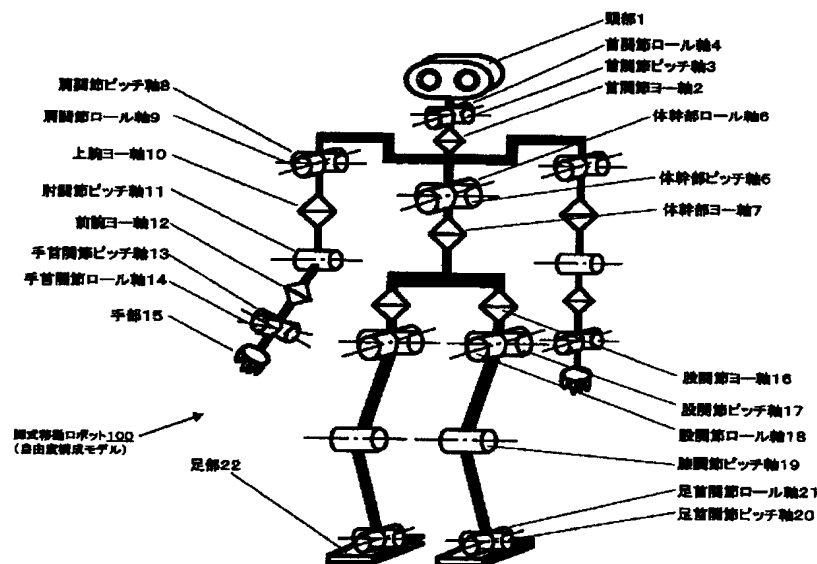 頭部1
首関節ロール軸4
首関節ピッチ軸3
首関節ヨー軸2
体幹部ロール軸6
体幹部ピッチ軸5
体幹部ヨー軸7
肩関節ピッチ軸8
肩関節ロール軸9
上腕ヨー軸10
肘関節ピッチ軸11
前腕ヨー軸12
手首関節ピッチ軸13
手首関節ロール軸14
手部15
脚式移動ロボット100
(自由度構成モデル)
足部22
股関節ヨー軸16
股関節ピッチ軸17
股関節ロール軸18
膝関節ピッチ軸19
足首関節ロール軸21
足首関節ピッチ軸20